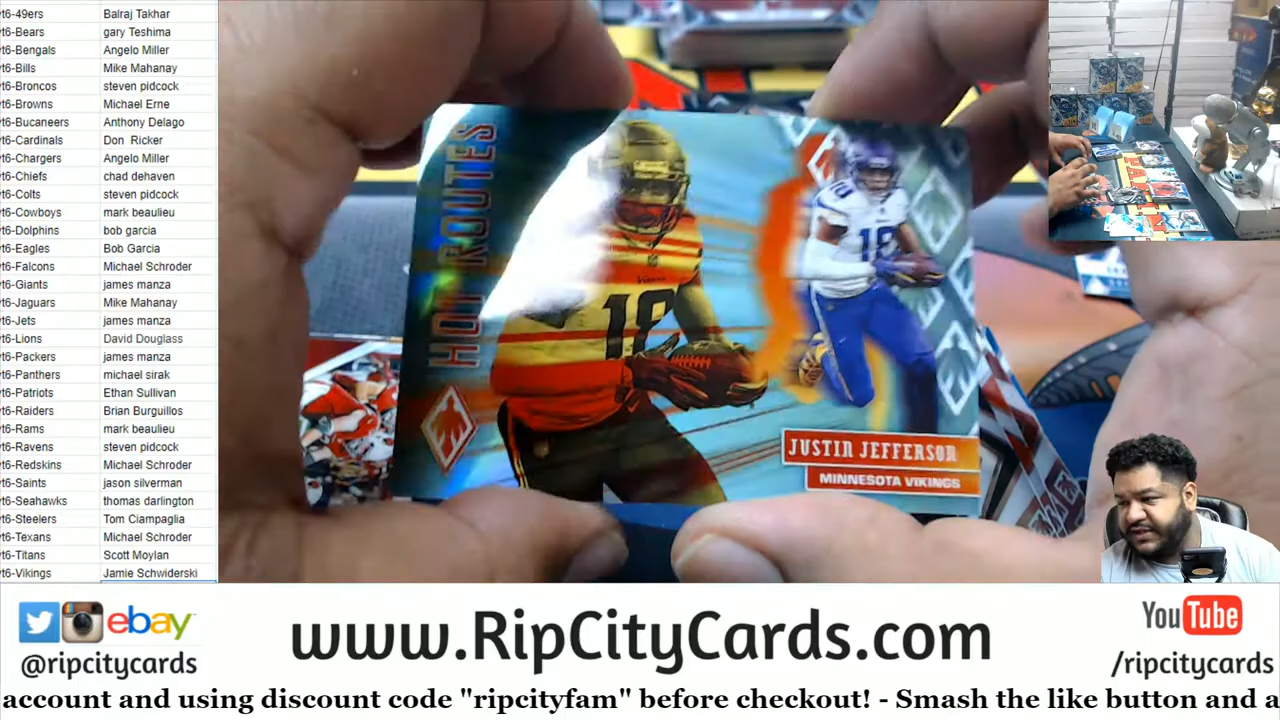 t6-49ers Balraj Takhar
t6-Bears gary Teshima
t6-Bengals Angelo Miller
t6-Bills Mike Mahanay
t6-Broncos steven pidcock
t6-Browns Michael Erne
t6-Bucaneers Anthony Delago
t6-Cardinals Don Ricker
t6-Chargers Angelo Miller
t6-Chiefs chad dehaven
t6-Colts steven pidcock
t6-Cowboys mark beaulieu
t6-Dolphins bob garcia
t6-Eagles Bob Garcia
t6-Falcons Michael Schroder
t6-Giants james manza
t6-Jaguars Mike Mahanay
t6-Jets james manza
t6-Lions David Douglass
t6-Packers james manza
t6-Panthers michael sirak
t6-Patriots Ethan Sullivan
t6-Raiders Brian Burguillos
t6-Rams mark beaulieu
t6-Ravens steven pidcock
t6-Redskins Michael Schroder
t6-Saints jason silverman
t6-Seahawks thomas darlington
t6-Steelers Tom Ciampaglia
t6-Texans Michael Schroder
t6-Titans Scott Moylan
t6-Vikings Jamie Schwiderski
HOT ROUTES
18
18
JUSTIN JEFFERSON
MINNESOTA VIKINGS
ebay
@ripcitycards
www.RipCityCards.com
YouTube
/ripcitycards
account and using discount code "ripcityfam" before checkout! - Smash the like button and a